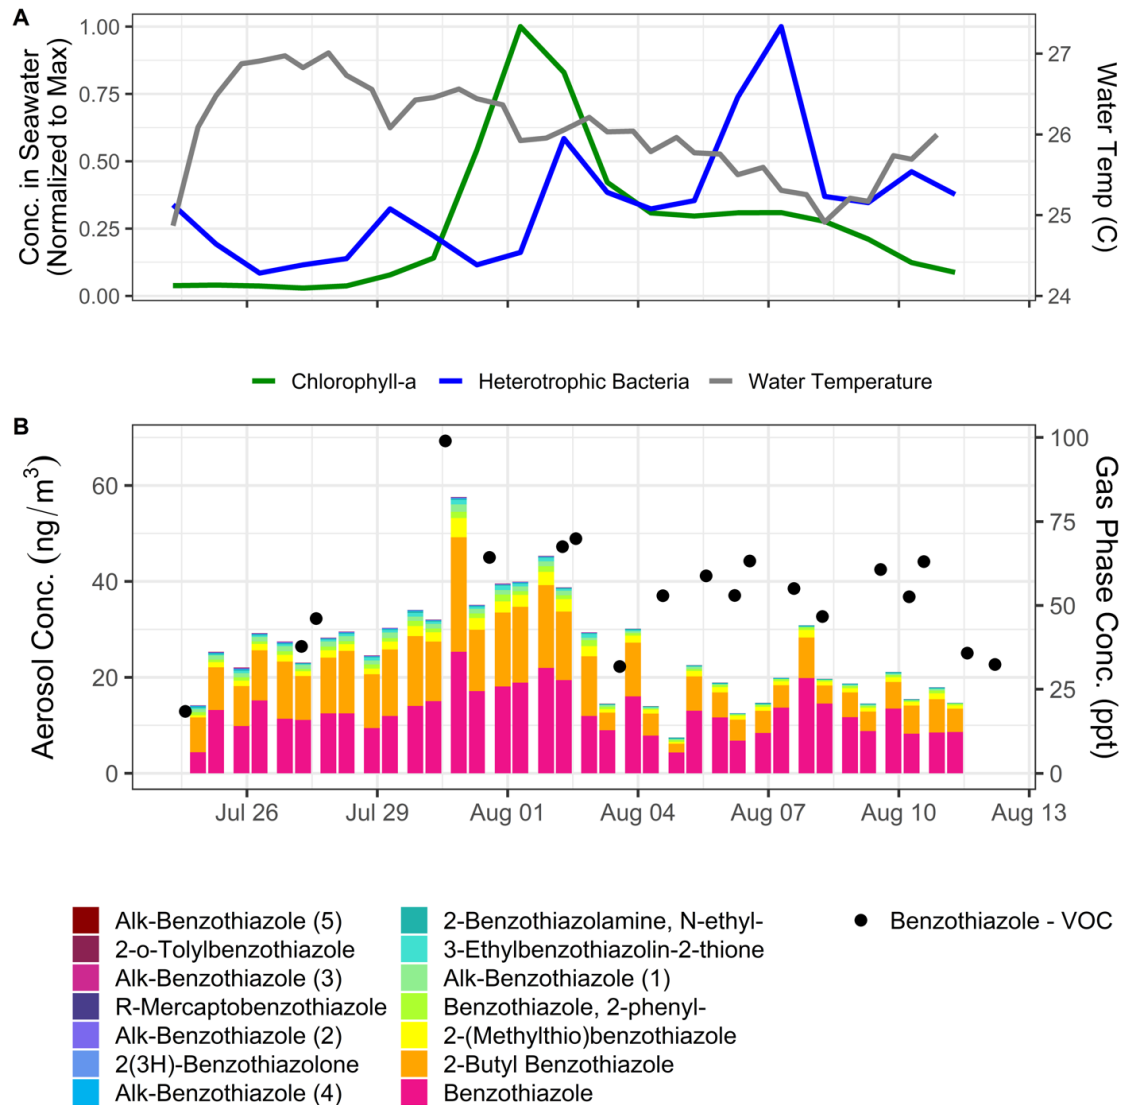 A
Conc. in Seawater
(Normalized to Max)
1.00
0.75
0.50
0.25
0.00
27
26
25
24
Water Temp (C)
Chlorophyll-a Heterotrophic Bacteria Water Temperature
B
Aerosol Conc. (ng/m³)
60
40
20
0
100
75
50
25
0
Gas Phase Conc. (ppt)
Jul 26 Jul 29 Aug 01 Aug 04 Aug 07 Aug 10 Aug 13
Alk-Benzothiazole (5)
2-o-Tolylbenzothiazole
Alk-Benzothiazole (3)
R-Mercaptobenzothiazole
Alk-Benzothiazole (2)
2(3H)-Benzothiazolone
Alk-Benzothiazole (4)
2-Benzothiazolamine, N-ethyl-
3-Ethylbenzothiazolin-2-thione
Alk-Benzothiazole (1)
Benzothiazole, 2-phenyl-
2-(Methylthio)benzothiazole
2-Butyl Benzothiazole
Benzothiazole
Benzothiazole - VOC